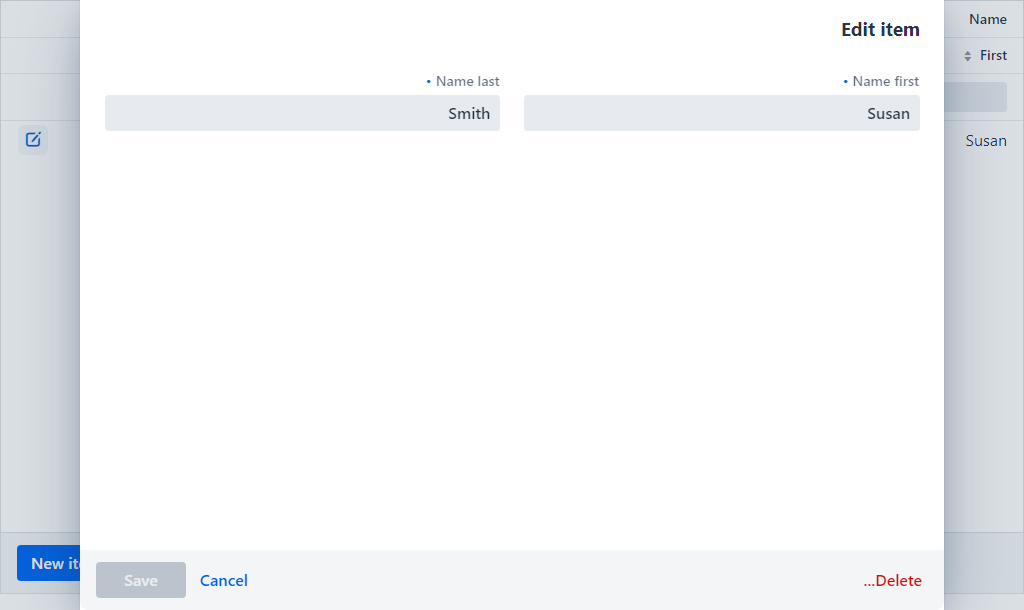 Edit item
Name
First
Name first
Name last
Susan
Smith
Susan
New it
Save
Cancel
...Delete